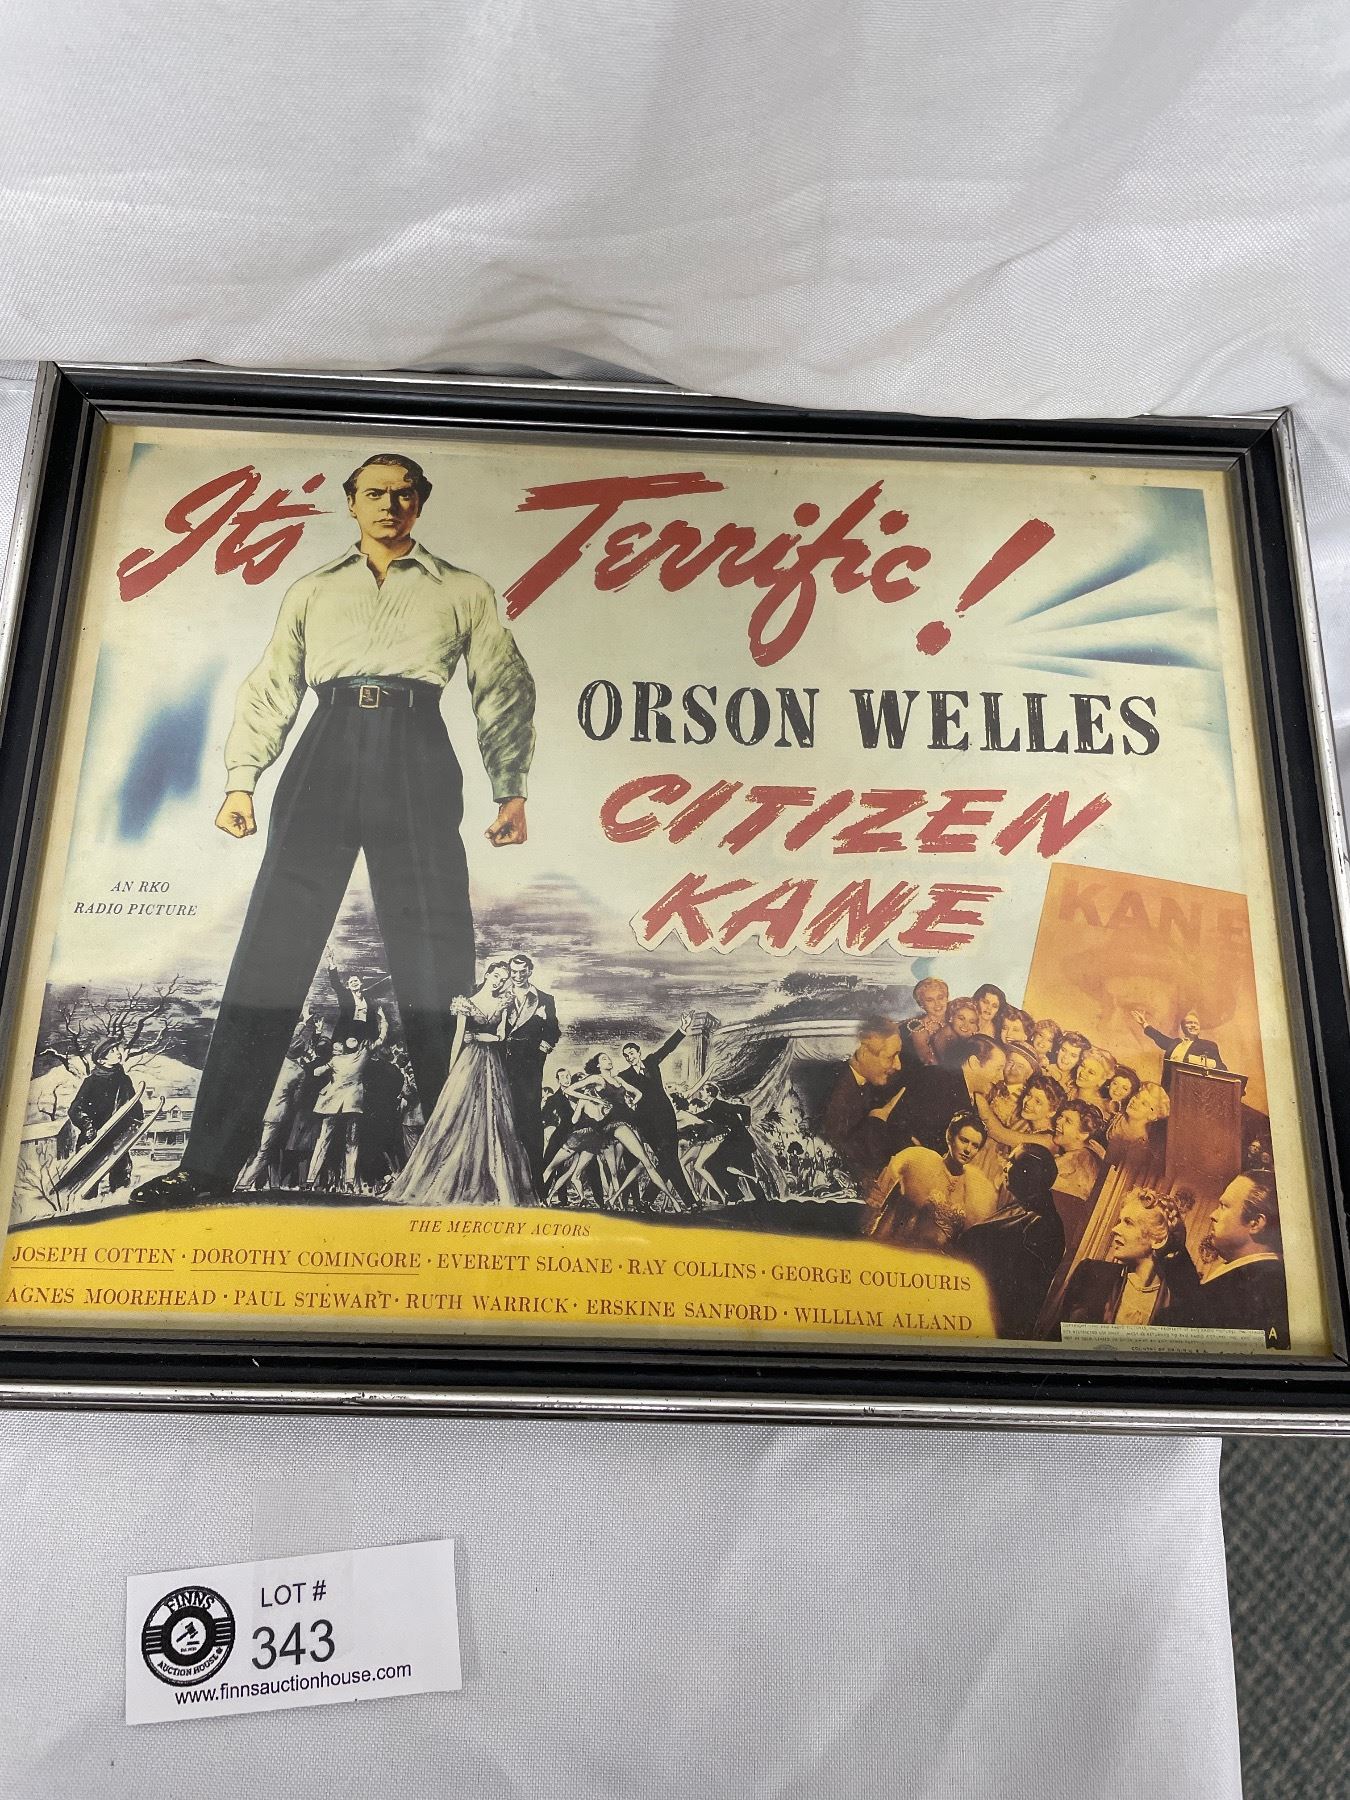 It's Terrific!
ORSON WELLES
CITIZEN
KANE
AN RKO
RADIO PICTURE
KANE
THE MERCURY ACTORS
JOSEPH COTTEN · DOROTHY COMINGORE · EVERETT SLOANE · RAY COLLINS · GEORGE COULOURIS
AGNES MOOREHEAD · PAUL STEWART · RUTH WARRICK · ERSKINE SANFORD · WILLIAM ALLAND
A
FINNS
AUCTION HOUSE
LOT #
343
www.finnsauctionhouse.com